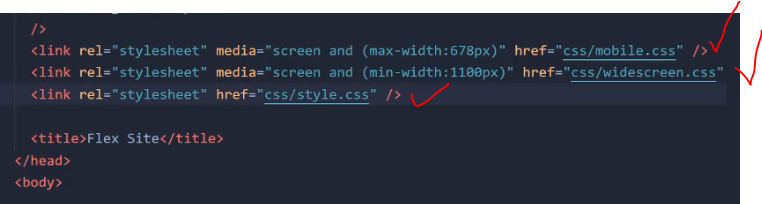 />
<link rel="stylesheet" media="screen and (max-width:678px)" href="css/mobile.css" />
<link rel="stylesheet" media="screen and (min-width:1100px)" href="css/widescreen.css"
<link rel="stylesheet" href="css/style.css" />
<title>Flex Site</title>
</head>
<body>